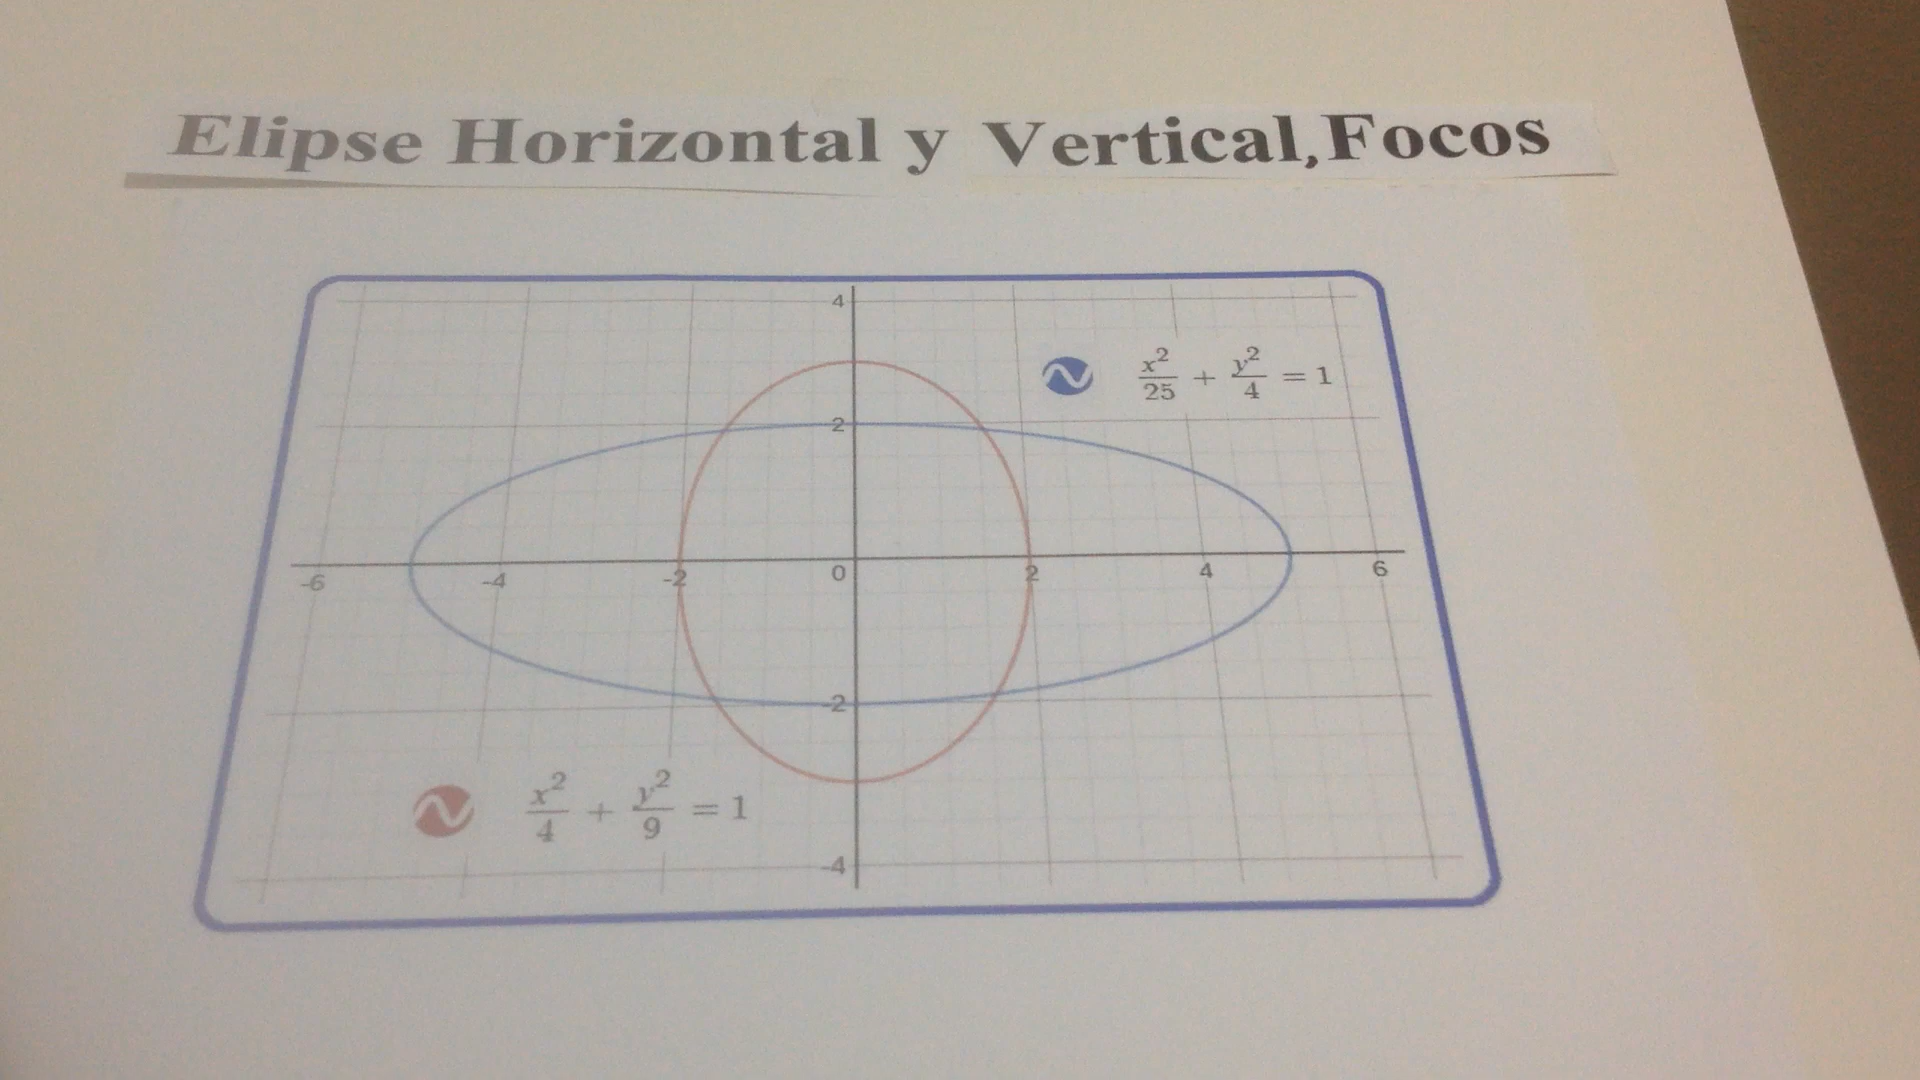 Elipse Horizontal y Vertical,Focos
4
x²/25 + y²/4 = 1
2
-6 -4 -2 0 2 4 6
-2
x²/4 + y²/9 = 1
-4